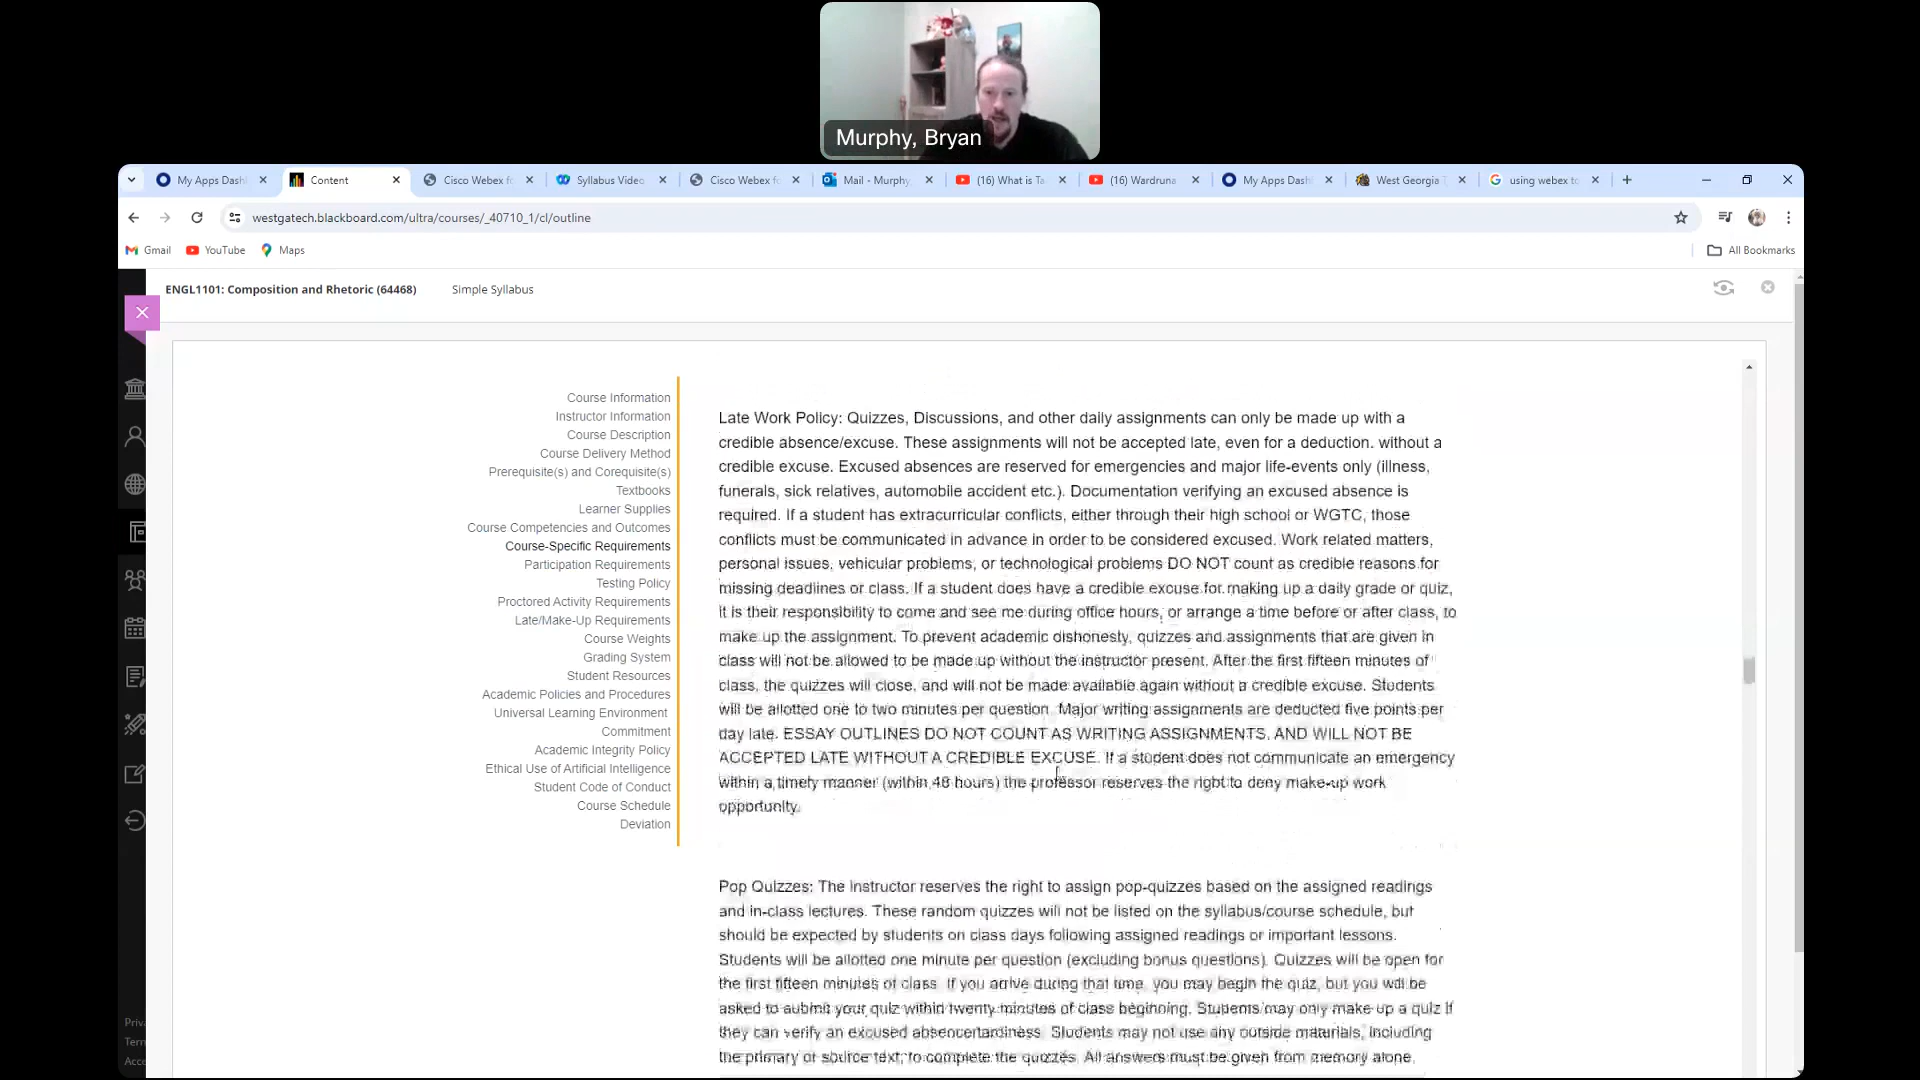 Murphy, Bryan
My Apps Dash
Content
Cisco Webex fo
Syllabus Video
Cisco Webex fo
Mail - Murphy,
(16) What is Ta
(16) Wardruna
My Apps Dash
West Georgia T
using webex to
westgatech.blackboard.com/ultra/courses/_40710_1/cl/outline
Gmail
YouTube
Maps
All Bookmarks
ENGL1101: Composition and Rhetoric (64468)
Simple Syllabus
Course Information
Instructor Information
Course Description
Course Delivery Method
Prerequisite(s) and Corequisite(s)
Textbooks
Learner Supplies
Course Competencies and Outcomes
Course-Specific Requirements
Participation Requirements
Testing Policy
Proctored Activity Requirements
Late/Make-Up Requirements
Course Weights
Grading System
Student Resources
Academic Policies and Procedures
Universal Learning Environment
Commitment
Academic Integrity Policy
Ethical Use of Artificial Intelligence
Student Code of Conduct
Course Schedule
Deviation
Late Work Policy: Quizzes, Discussions, and other daily assignments can only be made up with a
credible absence/excuse. These assignments will not be accepted late, even for a deduction. without a
credible excuse. Excused absences are reserved for emergencies and major life-events only (illness,
funerals, sick relatives, automobile accident etc.). Documentation verifying an excused absence is
required. If a student has extracurricular conflicts, either through their high school or WGTC, those
conflicts must be communicated in advance in order to be considered excused. Work related matters,
personal issues, vehicular problems, or technological problems DO NOT count as credible reasons for
missing deadlines or class. If a student does have a credible excuse for making up a daily grade or quiz,
it is their responsibility to come and see me during office hours, or arrange a time before or after class, to
make up the assignment. To prevent academic dishonesty, quizzes and assignments that are given in
class will not be allowed to be made up without the instructor present. After the first fifteen minutes of
class, the quizzes will close, and will not be made available again without a credible excuse. Students
will be allotted one to two minutes per question. Major writing assignments are deducted five points per
day late. ESSAY OUTLINES DO NOT COUNT AS WRITING ASSIGNMENTS, AND WILL NOT BE
ACCEPTED LATE WITHOUT A CREDIBLE EXCUSE. If a student does not communicate an emergency
within a timely manner (within 48 hours) the professor reserves the right to deny make-up work
opportunity.
Pop Quizzes: The instructor reserves the right to assign pop-quizzes based on the assigned readings
and in-class lectures. These random quizzes will not be listed on the syllabus/course schedule, but
should be expected by students on class days following assigned readings or important lessons.
Students will be allotted one minute per question (excluding bonus questions). Quizzes will be open for
the first fifteen minutes of class. If you arrive during that time, you may begin the quiz, but you will be
asked to submit your quiz within twenty minutes of class beginning. Students may only make-up a quiz if
they can verify an excused absence/tardiness. Students may not use any outside materials, including
the primary or source text, to complete the quizzes. All answers must be given from memory alone.
Priv
Tern
Acce